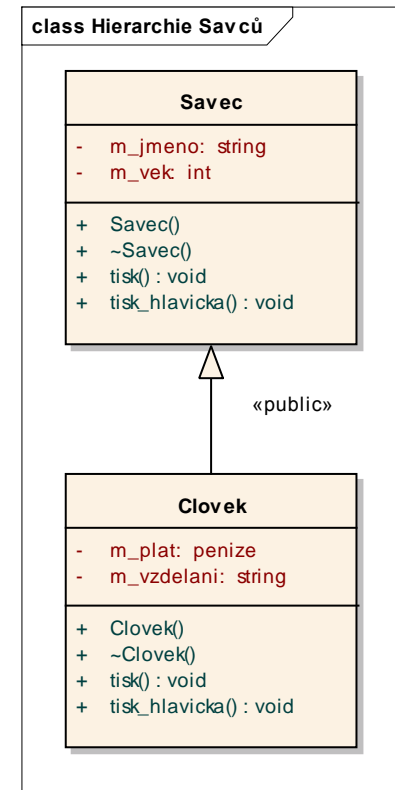 class Hierarchie Savců
Savec
- m_jmeno: string
- m_vek: int
+ Savec()
+ ~Savec()
+ tisk() : void
+ tisk_hlavicka() : void
«public»
Clovek
- m_plat: penize
- m_vzdelani: string
+ Clovek()
+ ~Clovek()
+ tisk() : void
+ tisk_hlavicka() : void